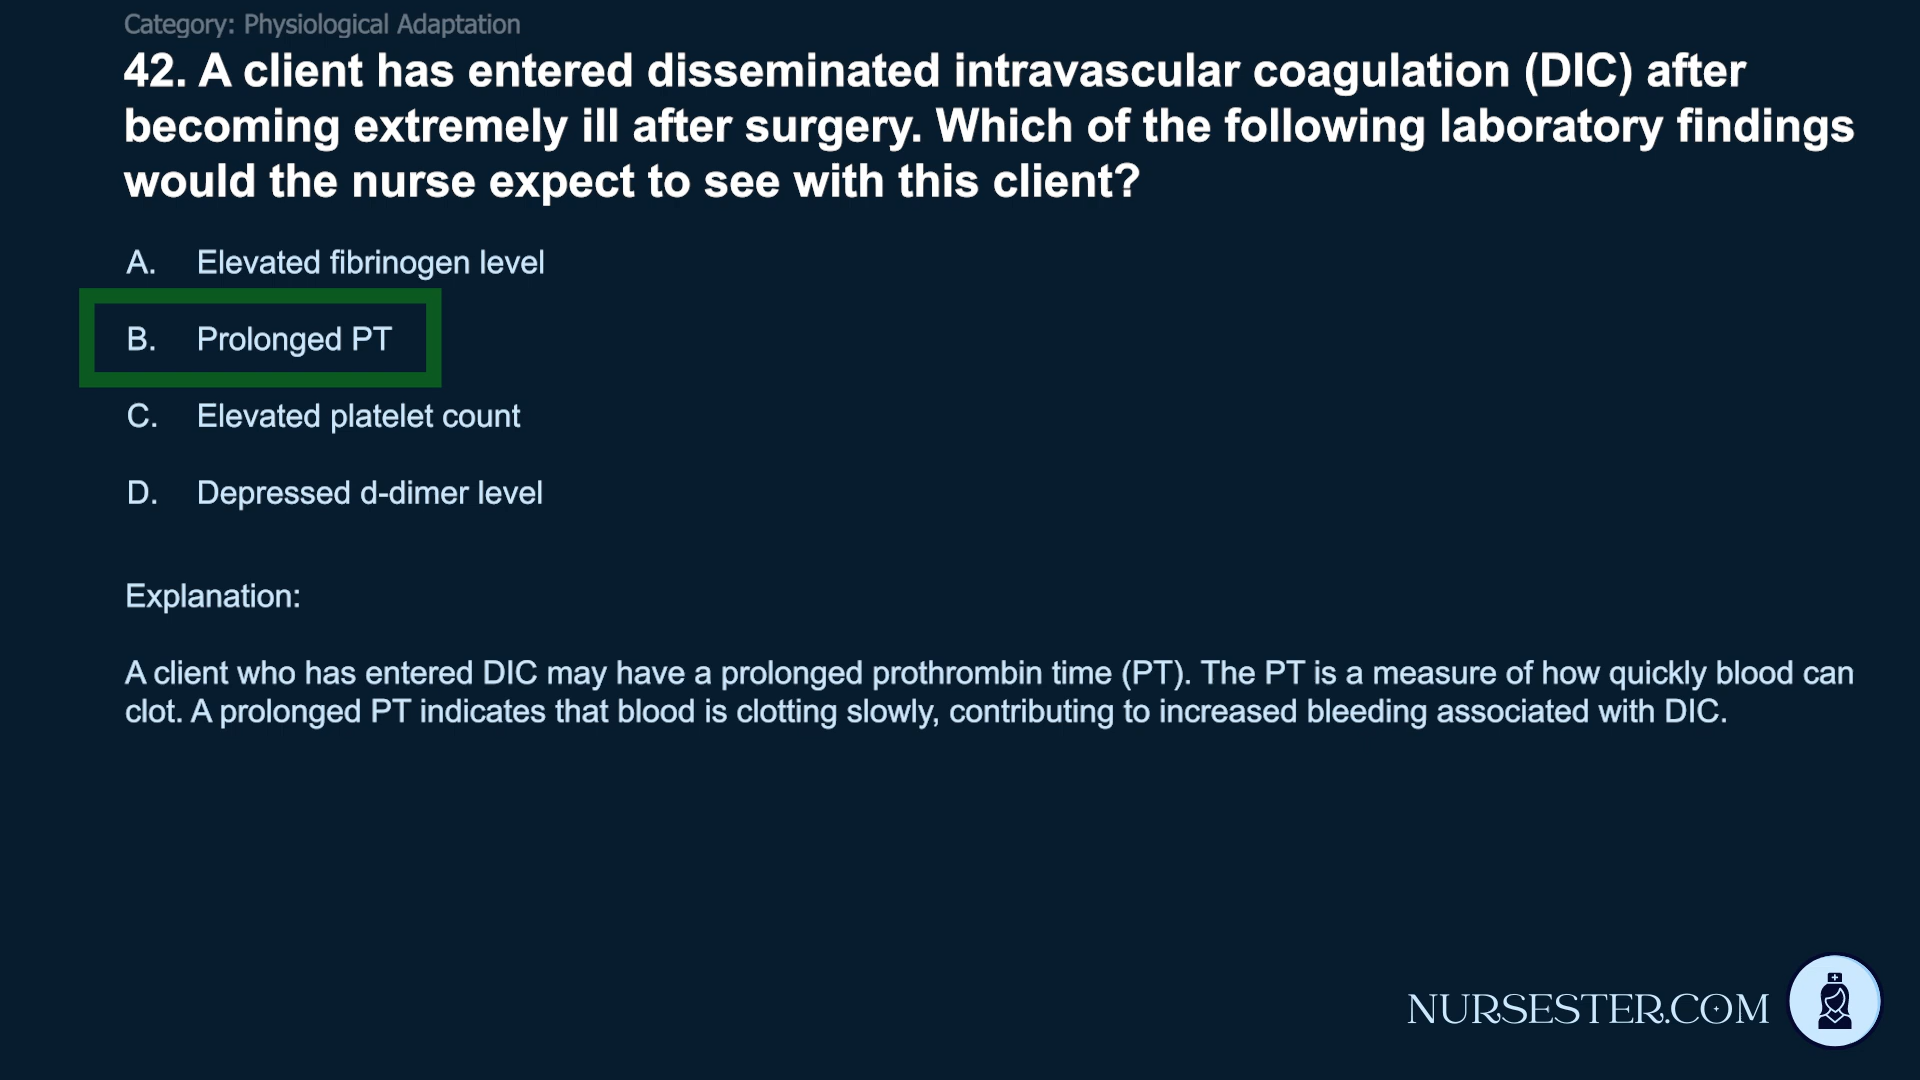 Category: Physiological Adaptation
42. A client has entered disseminated intravascular coagulation (DIC) after
becoming extremely ill after surgery. Which of the following laboratory findings
would the nurse expect to see with this client?
A. Elevated fibrinogen level
B. Prolonged PT
C. Elevated platelet count
D. Depressed d-dimer level
Explanation:
A client who has entered DIC may have a prolonged prothrombin time (PT). The PT is a measure of how quickly blood can
clot. A prolonged PT indicates that blood is clotting slowly, contributing to increased bleeding associated with DIC.
NURSESTER.COM